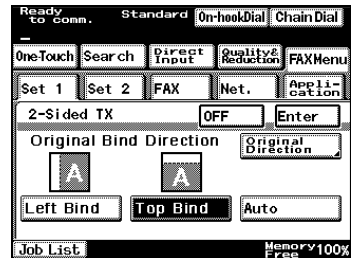 Ready
to comm.
Standard On-hookDial Chain Dial
One-Touch Search Direct Input Quality& Reduction FAXMenu
Set 1 Set 2 FAX Net. Appli-cation
2-Sided TX OFF Enter
Original Bind Direction Original Direction
A A
Left Bind Top Bind Auto
Job List Memory Free 100%